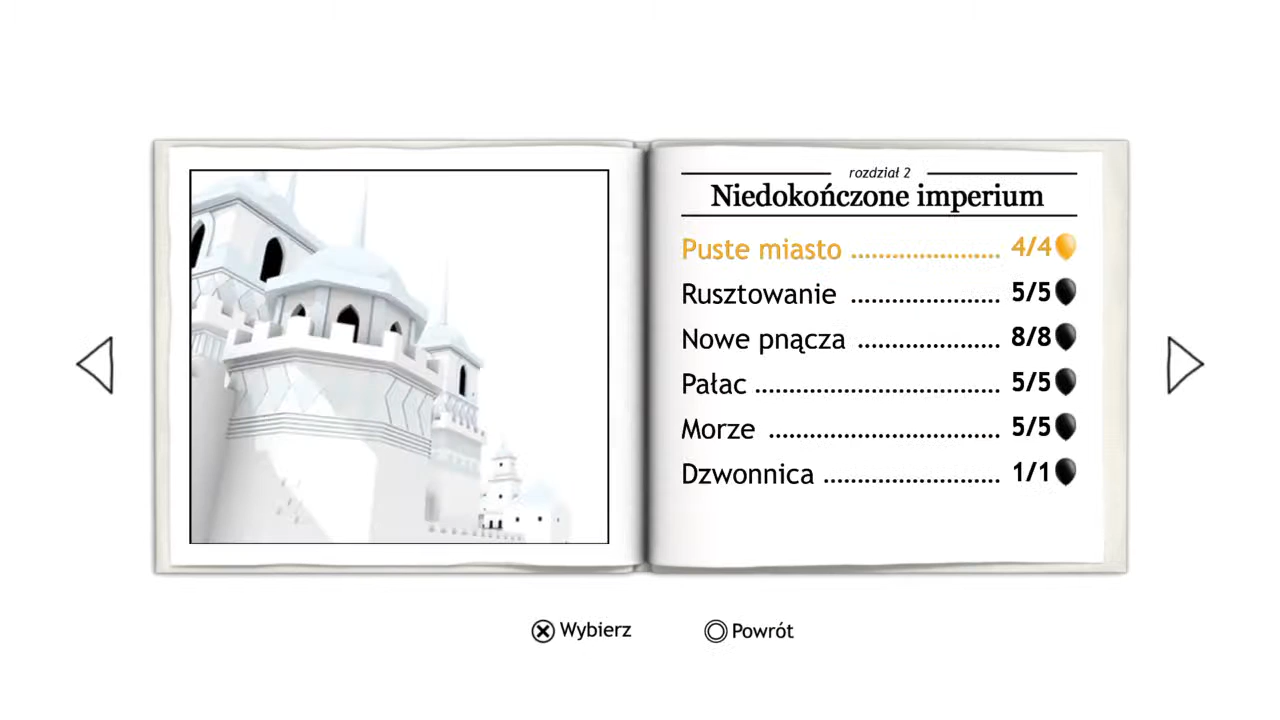 rozdział 2
Niedokończone imperium
Puste miasto ...................... 4/4
Rusztowanie ...................... 5/5
Nowe pnącza ..................... 8/8
Pałac .................................... 5/5
Morze .................................. 5/5
Dzwonnica .......................... 1/1
Wybierz Powrót